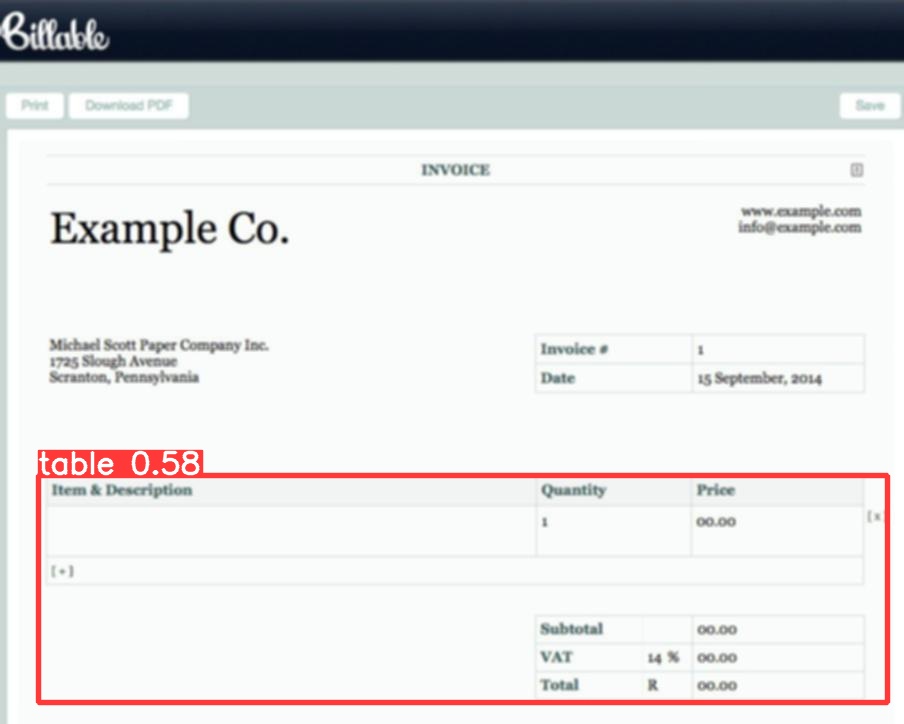 Billable
Print Download PDF Save
INVOICE
Example Co.
www.example.com
info@example.com
Michael Scott Paper Company Inc.
1725 Slough Avenue
Scranton, Pennsylvania
Invoice # 1
Date 15 September, 2014
table 0.58
Item & Description Quantity Price
1 00.00 [x]
[+]
Subtotal 00.00
VAT 14 % 00.00
Total R 00.00